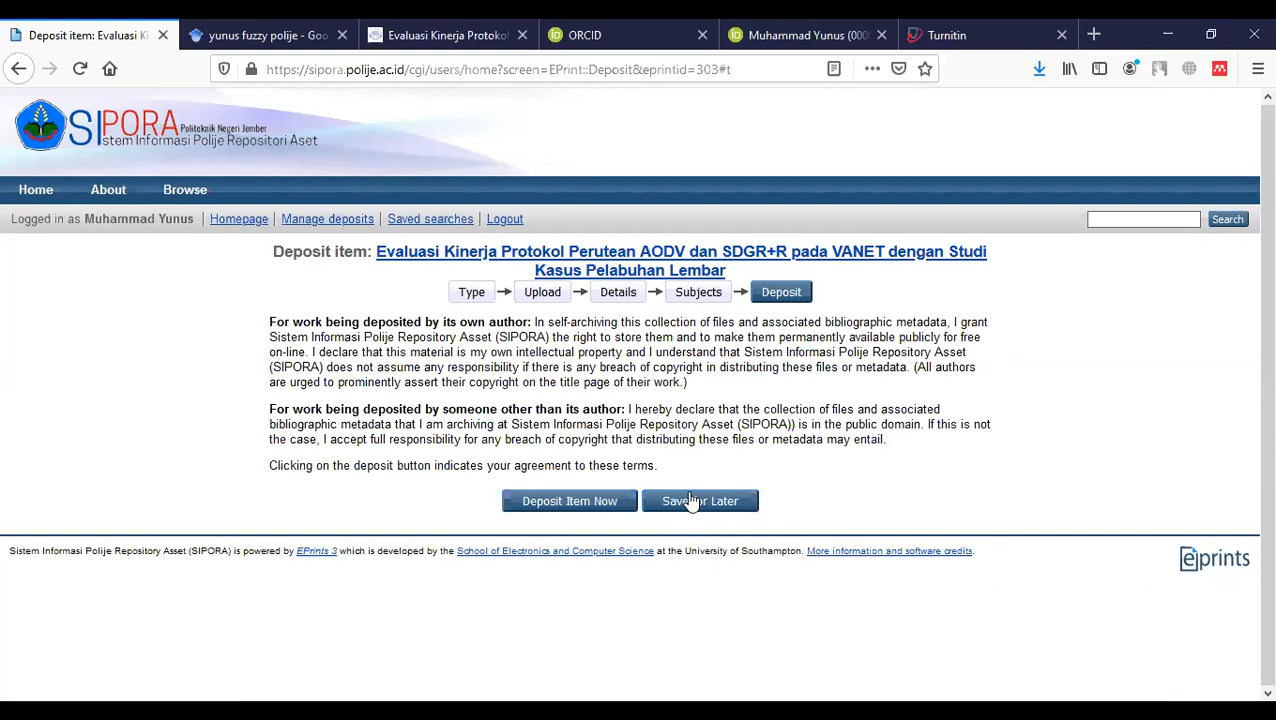 Deposit item: Evaluasi Ki
yunus fuzzy polije - Goo
Evaluasi Kinerja Protokol
ORCID
Muhammad Yunus (000
Turnitin
https://sipora.polije.ac.id/cgi/users/home?screen=EPrint::Deposit&eprintid=303#t
SIPORA Politeknik Negeri Jember
Sistem Informasi Polije Repositori Aset
Home About Browse
Logged in as Muhammad Yunus | Homepage | Manage deposits | Saved searches | Logout
Search
Deposit item: Evaluasi Kinerja Protokol Perutean AODV dan SDGR+R pada VANET dengan Studi
Kasus Pelabuhan Lembar
Type → Upload → Details → Subjects → Deposit
For work being deposited by its own author: In self-archiving this collection of files and associated bibliographic metadata, I grant
Sistem Informasi Polije Repository Asset (SIPORA) the right to store them and to make them permanently available publicly for free
on-line. I declare that this material is my own intellectual property and I understand that Sistem Informasi Polije Repository Asset
(SIPORA) does not assume any responsibility if there is any breach of copyright in distributing these files or metadata. (All authors
are urged to prominently assert their copyright on the title page of their work.)
For work being deposited by someone other than its author: I hereby declare that the collection of files and associated
bibliographic metadata that I am archiving at Sistem Informasi Polije Repository Asset (SIPORA)) is in the public domain. If this is not
the case, I accept full responsibility for any breach of copyright that distributing these files or metadata may entail.
Clicking on the deposit button indicates your agreement to these terms.
Deposit Item Now
Save for Later
Sistem Informasi Polije Repository Asset (SIPORA) is powered by EPrints 3 which is developed by the School of Electronics and Computer Science at the University of Southampton. More information and software credits.
eprints